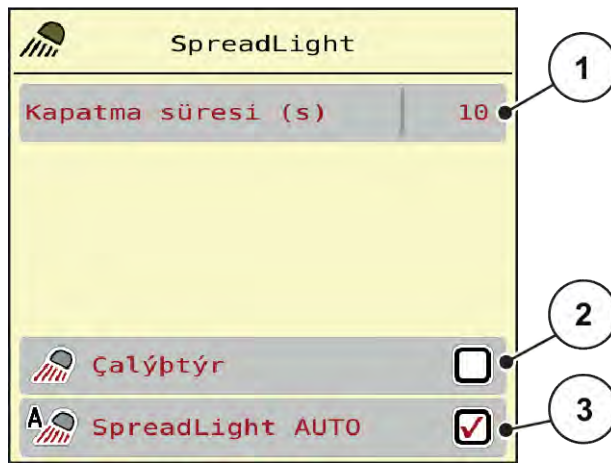 SpreadLight
1
Kapatma süresi (s) 10
2
Çalýþtýr
3
A SpreadLight AUTO